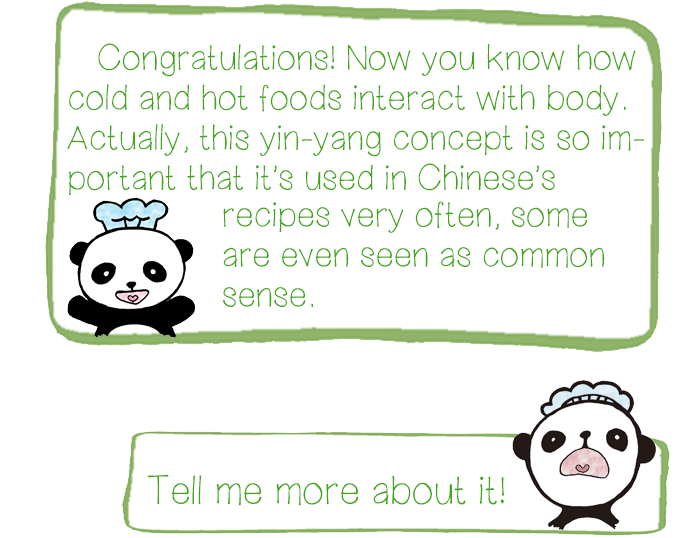 Congratulations! Now you know how
cold and hot foods interact with body.
Actually, this yin-yang concept is so im-
portant that it's used in Chinese's
recipes very often, some
are even seen as common
sense.
Tell me more about it!